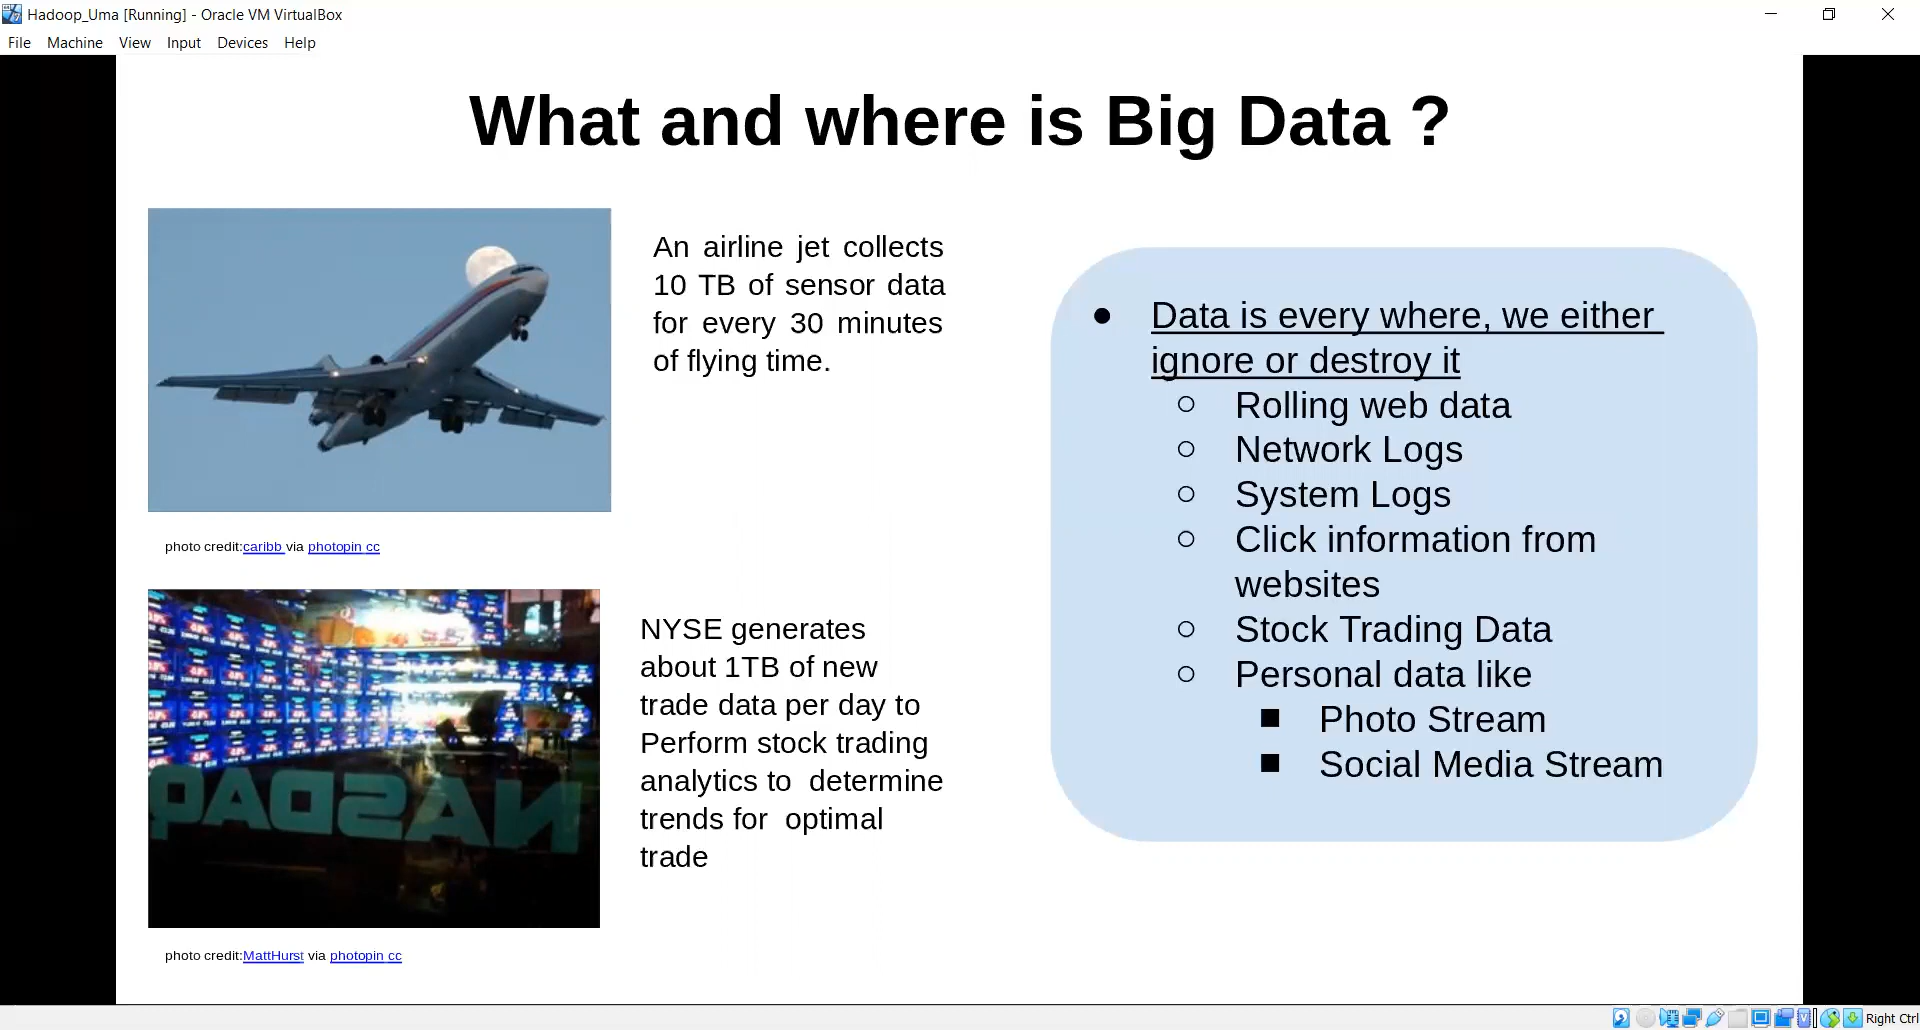 Hadoop_Uma [Running] - Oracle VM VirtualBox
File Machine View Input Devices Help
What and where is Big Data ?
An airline jet collects
10 TB of sensor data
for every 30 minutes
of flying time.
photo credit:caribb via photopin cc
NASDAQ
NYSE generates
about 1TB of new
trade data per day to
Perform stock trading
analytics to determine
trends for optimal
trade
photo credit:MattHurst via photopin cc
● Data is every where, we either
ignore or destroy it
○ Rolling web data
○ Network Logs
○ System Logs
○ Click information from
websites
○ Stock Trading Data
○ Personal data like
■ Photo Stream
■ Social Media Stream
Right Ctrl